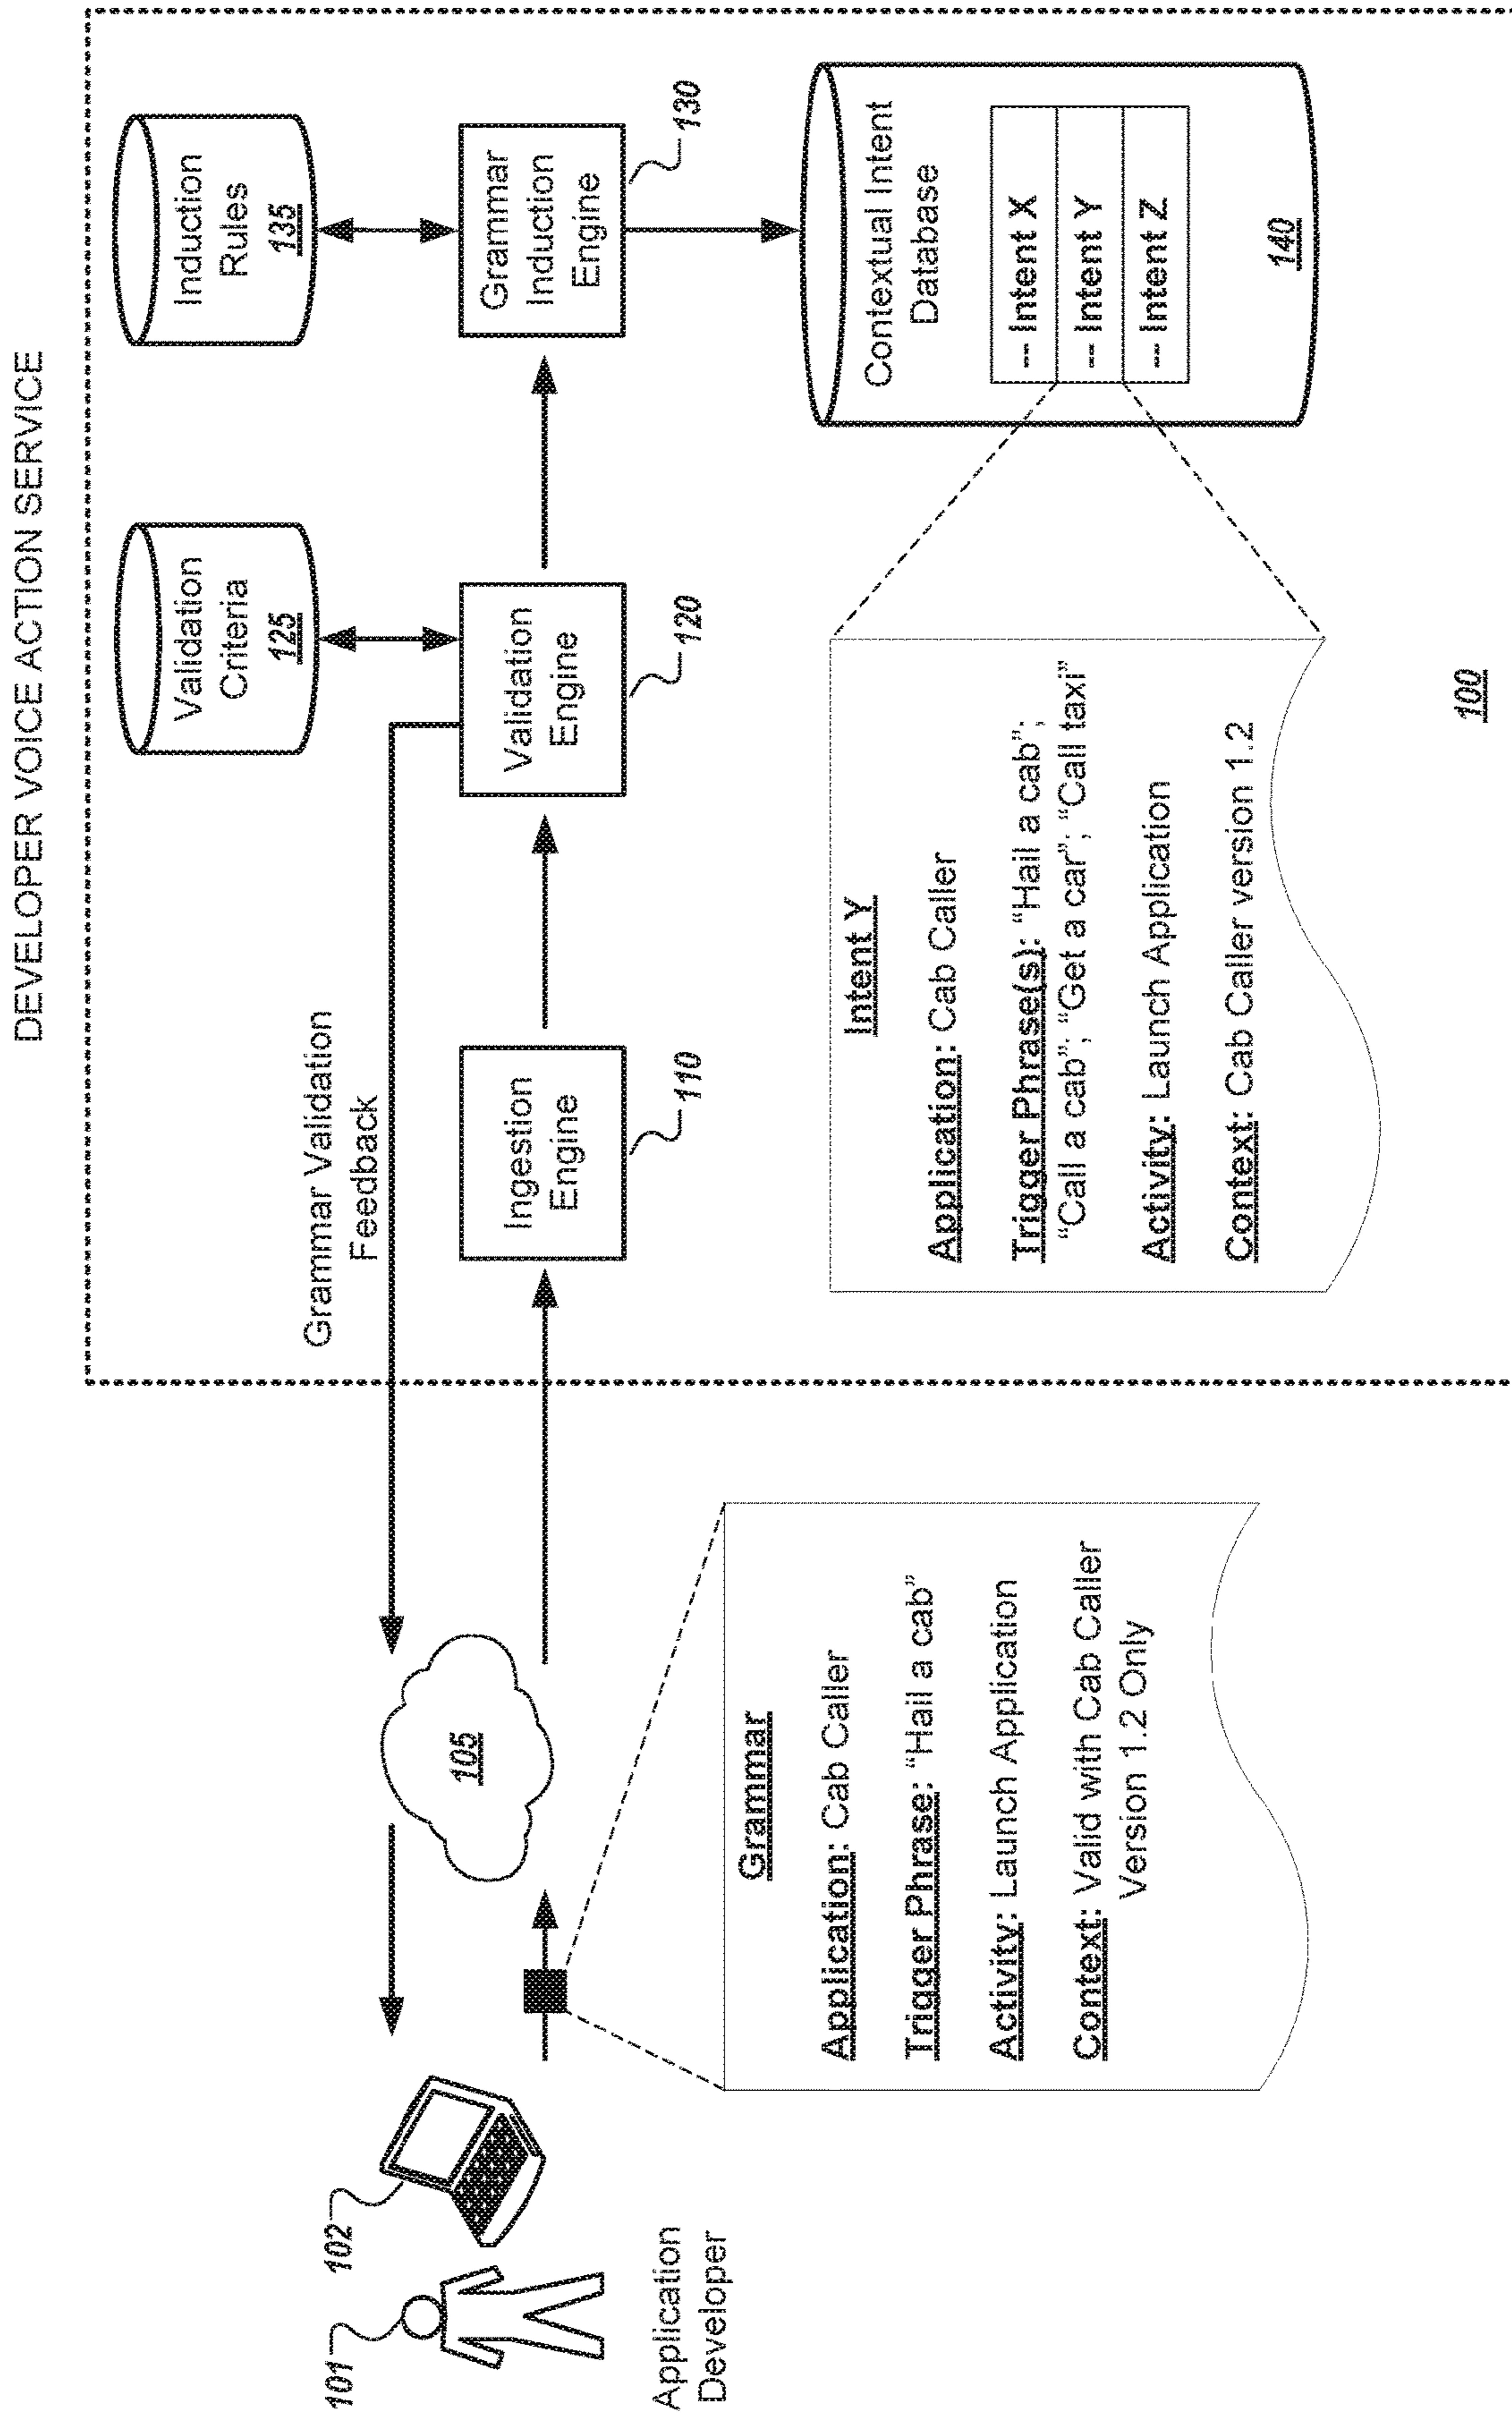 DEVELOPER VOICE ACTION SERVICE
101
102
Application
Developer
105
Grammar Validation
Feedback
Ingestion
Engine
110
Validation
Criteria
125
Validation
Engine
120
Induction
Rules
135
Grammar
Induction
Engine
130
Grammar
Application: Cab Caller
Trigger Phrase: “Hail a cab”
Activity: Launch Application
Context: Valid with Cab Caller
Version 1.2 Only
Intent Y
Application: Cab Caller
Trigger Phrase(s): “Hail a cab”;
“Call a cab”; “Get a car”; “Call taxi”
Activity: Launch Application
Context: Cab Caller version 1.2
Contextual Intent
Database
-- Intent X
-- Intent Y
-- Intent Z
140
100